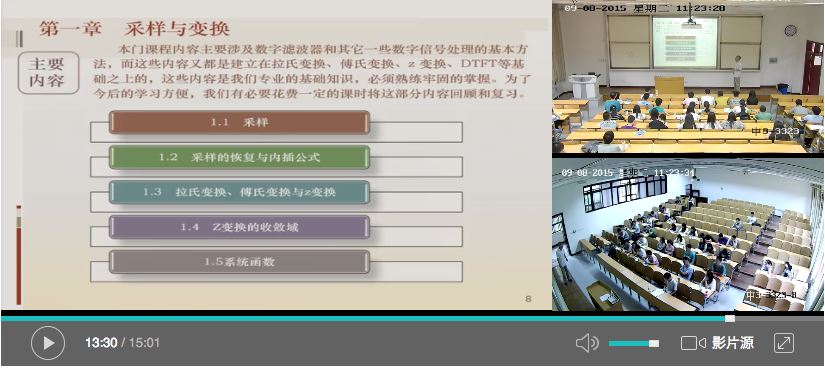 第一章 采样与变换
主要
内容
本门课程内容主要涉及数字滤波器和其它一些数字信号处理的基本方
法，而这些内容又都是建立在拉氏变换、傅氏变换、z 变换、DTFT等基
础之上的，这些内容是我们专业的基础知识，必须熟练牢固的掌握。为了
今后的学习方便，我们有必要花费一定的课时将这部分内容回顾和复习。
1.1 采样
1.2 采样的恢复与内插公式
1.3 拉氏变换、傅氏变换与z变换
1.4 Z变换的收敛域
1.5系统函数
8
09-08-2015 星期二 11:23:28
中3-3323
09-08-2015 星期二 11:23:31
中3-3323-B
13:30 / 15:01
影片源